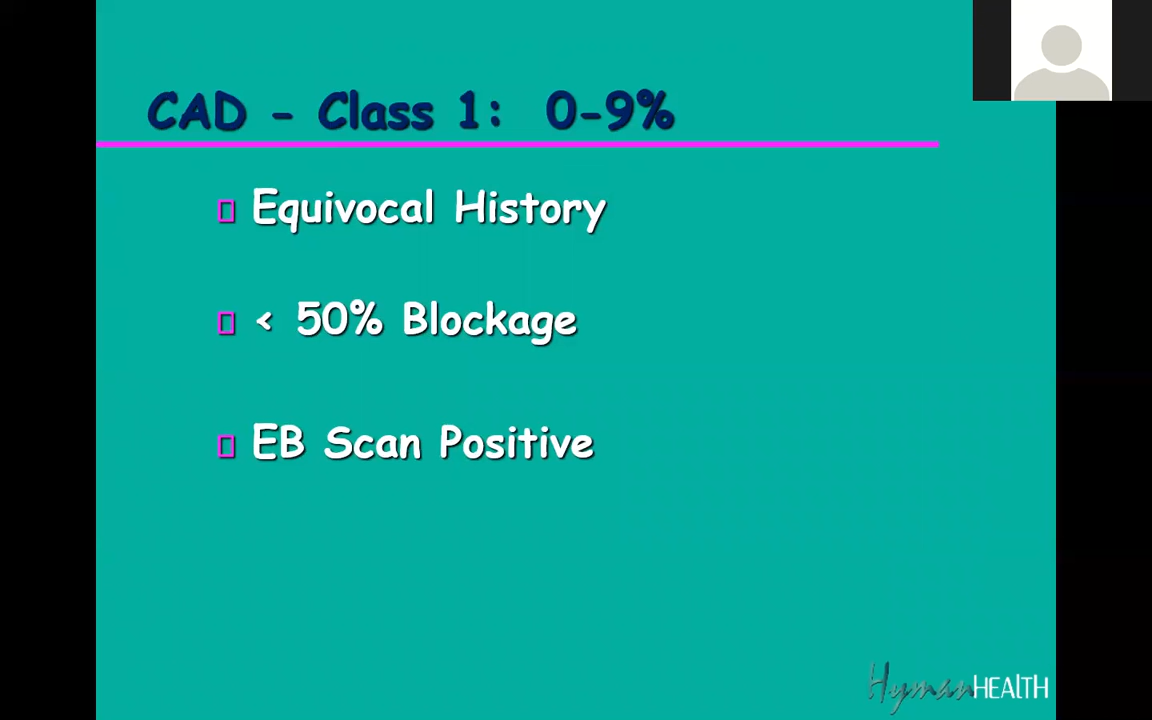 CAD - Class 1: 0-9%
Equivocal History
< 50% Blockage
EB Scan Positive
HymanHEALTH